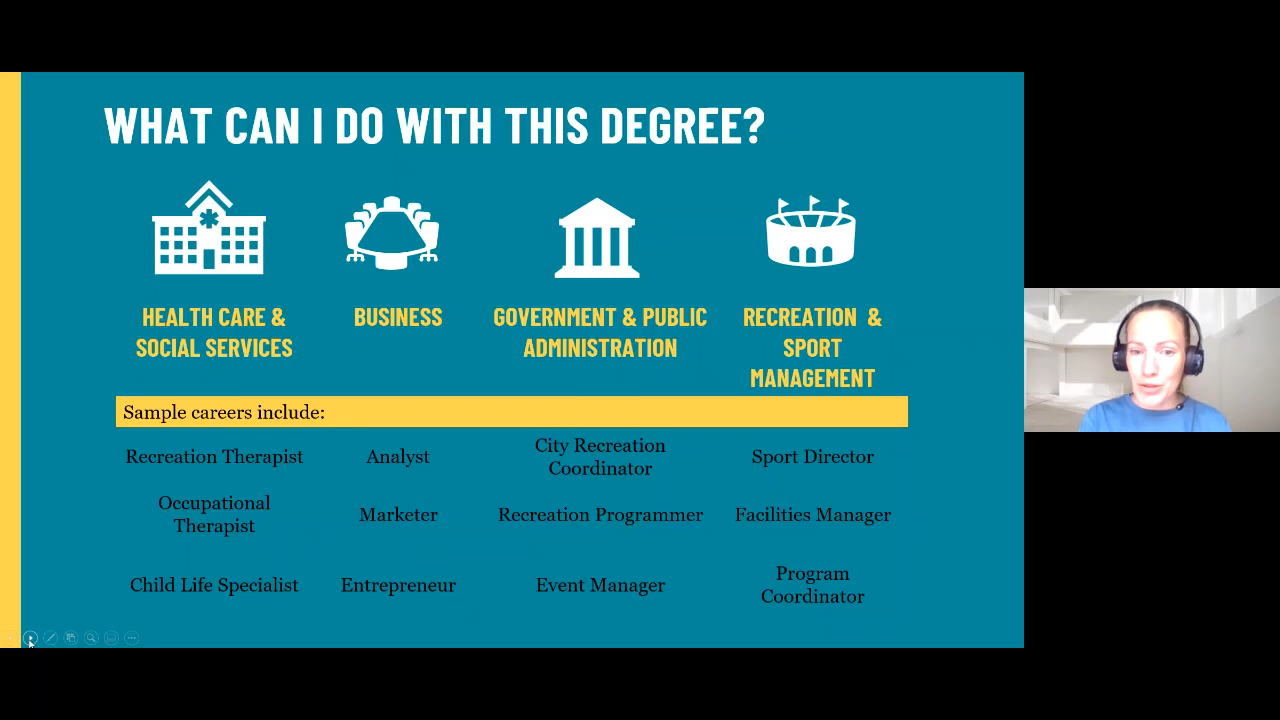 WHAT CAN I DO WITH THIS DEGREE?
HEALTH CARE &
SOCIAL SERVICES
BUSINESS
GOVERNMENT & PUBLIC
ADMINISTRATION
RECREATION &
SPORT
MANAGEMENT
Sample careers include:
Recreation Therapist
Analyst
City Recreation
Coordinator
Sport Director
Occupational
Therapist
Marketer
Recreation Programmer
Facilities Manager
Child Life Specialist
Entrepreneur
Event Manager
Program
Coordinator